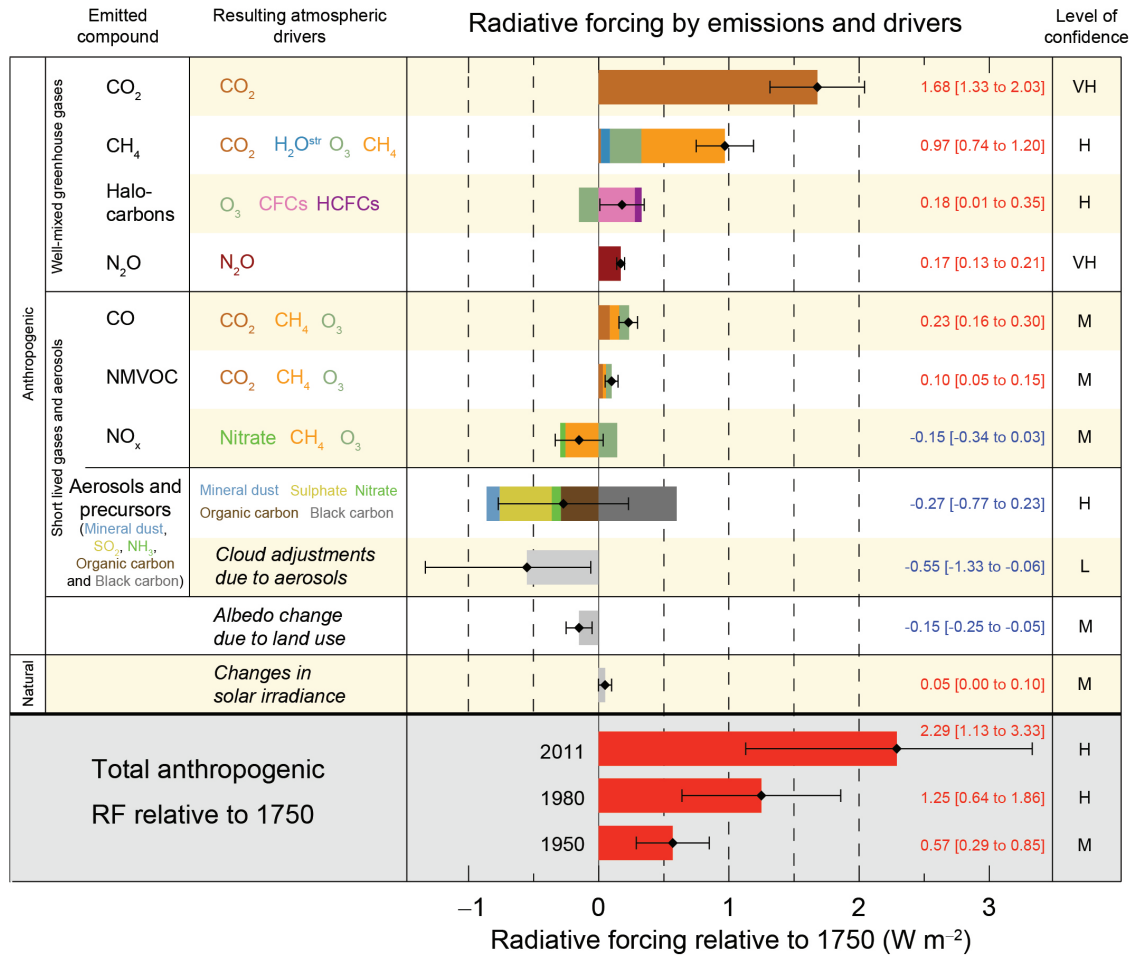 Emitted compound
Resulting atmospheric drivers
Radiative forcing by emissions and drivers
Level of confidence
Anthropogenic
Well-mixed greenhouse gases
CO₂
CO₂
1.68 [1.33 to 2.03]
VH
CH₄
CO₂ H₂Oˢᵗʳ O₃ CH₄
0.97 [0.74 to 1.20]
H
Halo-
carbons
O₃ CFCs HCFCs
0.18 [0.01 to 0.35]
H
N₂O
N₂O
0.17 [0.13 to 0.21]
VH
Short lived gases and aerosols
CO
CO₂ CH₄ O₃
0.23 [0.16 to 0.30]
M
NMVOC
CO₂ CH₄ O₃
0.10 [0.05 to 0.15]
M
NOₓ
Nitrate CH₄ O₃
-0.15 [-0.34 to 0.03]
M
Aerosols and
precursors
(Mineral dust,
SO₂, NH₃,
Organic carbon
and Black carbon)
Mineral dust Sulphate Nitrate
Organic carbon Black carbon
-0.27 [-0.77 to 0.23]
H
Cloud adjustments
due to aerosols
-0.55 [-1.33 to -0.06]
L
Albedo change
due to land use
-0.15 [-0.25 to -0.05]
M
Natural
Changes in
solar irradiance
0.05 [0.00 to 0.10]
M
Total anthropogenic
RF relative to 1750
2011
2.29 [1.13 to 3.33]
H
1980
1.25 [0.64 to 1.86]
H
1950
0.57 [0.29 to 0.85]
M
−1 0 1 2 3
Radiative forcing relative to 1750 (W m⁻²)